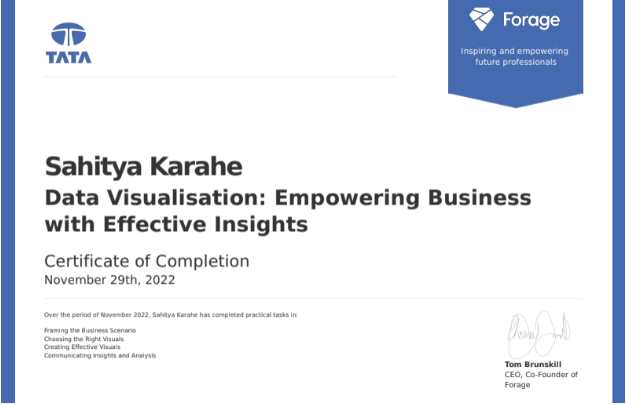 TATA
Forage
Inspiring and empowering
future professionals
Sahitya Karahe
Data Visualisation: Empowering Business
with Effective Insights
Certificate of Completion
November 29th, 2022
Over the period of November 2022, Sahitya Karahe has completed practical tasks in:
Framing the Business Scenario
Choosing the Right Visuals
Creating Effective Visuals
Communicating Insights and Analysis
Tom Brunskill
CEO, Co-Founder of
Forage